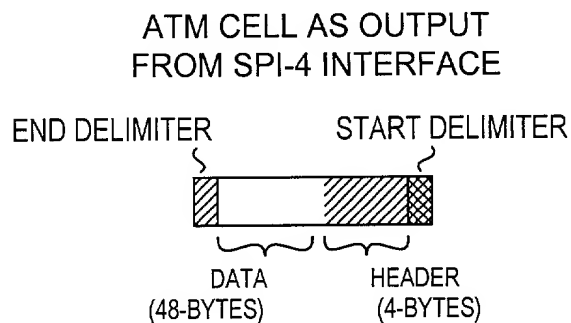 ATM CELL AS OUTPUT
FROM SPI-4 INTERFACE
END DELIMITER
START DELIMITER
DATA
(48-BYTES)
HEADER
(4-BYTES)